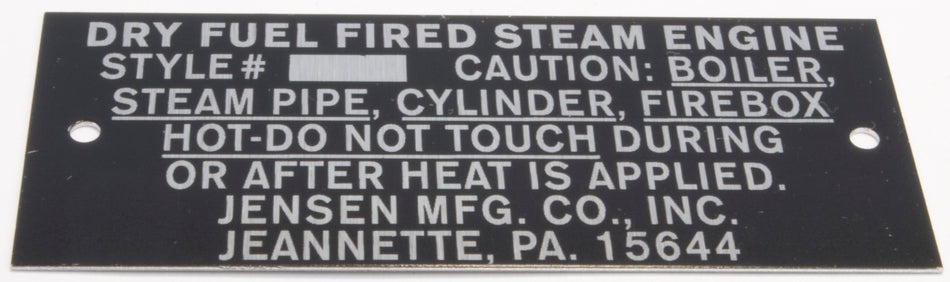 DRY FUEL FIRED STEAM ENGINE
STYLE # CAUTION: BOILER,
STEAM PIPE, CYLINDER, FIREBOX
HOT-DO NOT TOUCH DURING
OR AFTER HEAT IS APPLIED.
JENSEN MFG. CO., INC.
JEANNETTE, PA. 15644